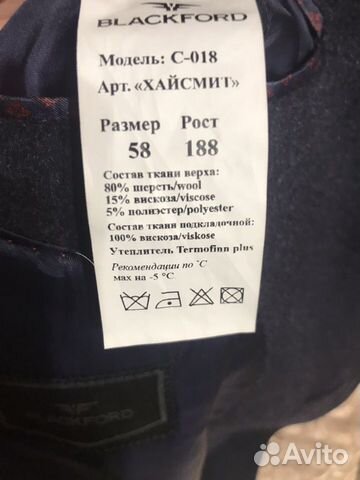 BLACKFORD
Модель: С-018
Арт. «ХАЙСМИТ»
Размер Рост
58 188
Состав ткани верха:
80% шерсть/wool
15% вискоза/viscose
5% полиэстер/polyester
Состав ткани подкладочной:
100% вискоза/viskose
Утеплитель Termofinn plus
Рекомендации по °С
мах на -5 °С
BLACKFORD
Avito